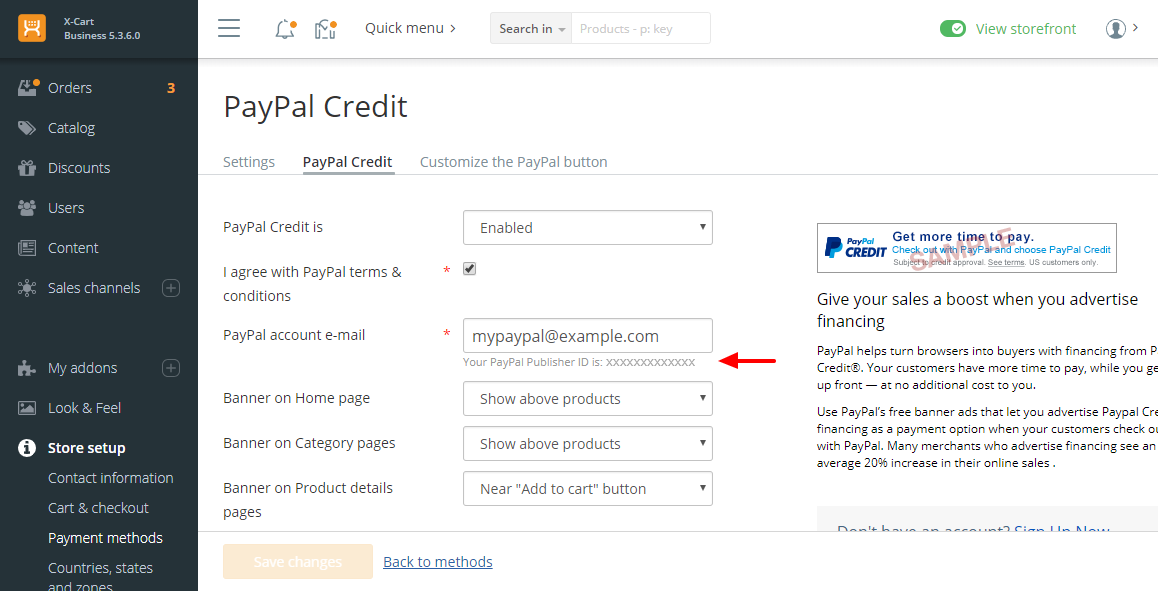 X-Cart
Business 5.3.6.0
Quick menu
Search in
Products - p: key
View storefront
Orders 3
Catalog
Discounts
Users
Content
Sales channels
My addons
Look & Feel
Store setup
Contact information
Cart & checkout
Payment methods
Countries, states
and zones
PayPal Credit
Settings
PayPal Credit
Customize the PayPal button
PayPal Credit is
Enabled
I agree with PayPal terms &
conditions
*
PayPal account e-mail
*
mypaypal@example.com
Your PayPal Publisher ID is: XXXXXXXXXXXXX
Banner on Home page
Show above products
Banner on Category pages
Show above products
Banner on Product details
pages
Near "Add to cart" button
PayPal
CREDIT
Get more time to pay.
Check out with PayPal and choose PayPal Credit
Subject to credit approval. See terms. US customers only.
SAMPLE
Give your sales a boost when you advertise
financing
PayPal helps turn browsers into buyers with financing from P
Credit®. Your customers have more time to pay, while you ge
up front — at no additional cost to you.
Use PayPal's free banner ads that let you advertise Paypal Cre
financing as a payment option when your customers check ou
with PayPal. Many merchants who advertise financing see an
average 20% increase in their online sales .
Don't have an account? Sign Up Now
Save changes
Back to methods